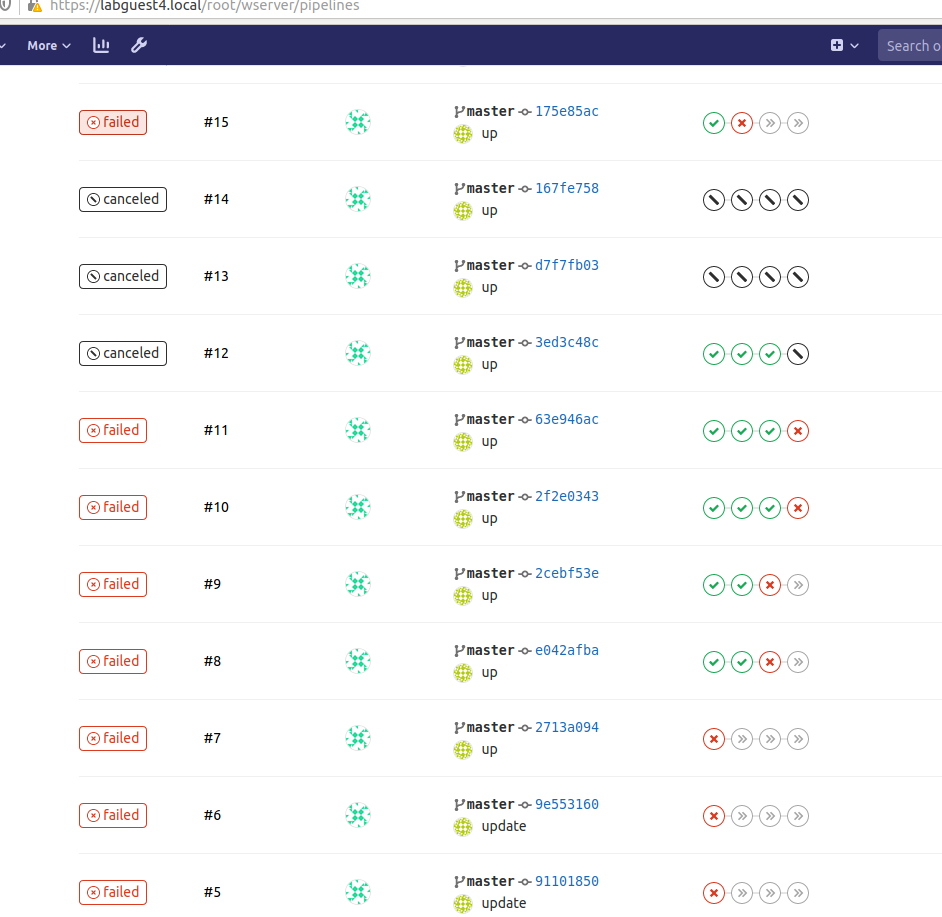 https://labguest4.local/root/wserver/pipelines
More
Search o
failed #15 master 175e85ac
up
canceled #14 master 167fe758
up
canceled #13 master d7f7fb03
up
canceled #12 master 3ed3c48c
up
failed #11 master 63e946ac
up
failed #10 master 2f2e0343
up
failed #9 master 2cebf53e
up
failed #8 master e042afba
up
failed #7 master 2713a094
up
failed #6 master 9e553160
update
failed #5 master 91101850
update